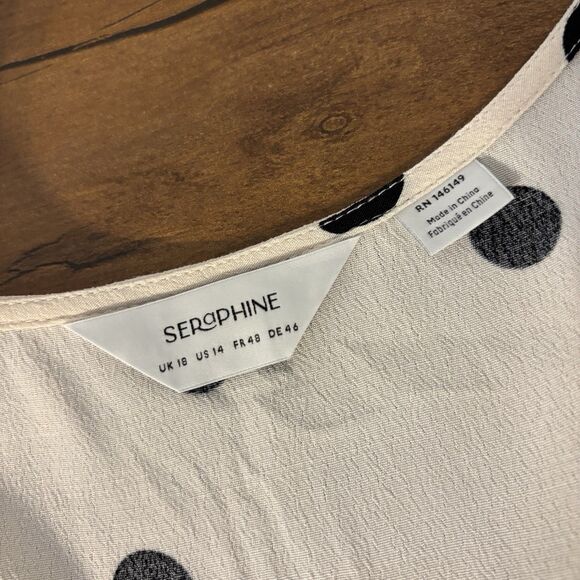 SERaPHINE
UK 18 US 14 FR 48 DE 46
RN 146149
Made in China
Fabriqué en Chine